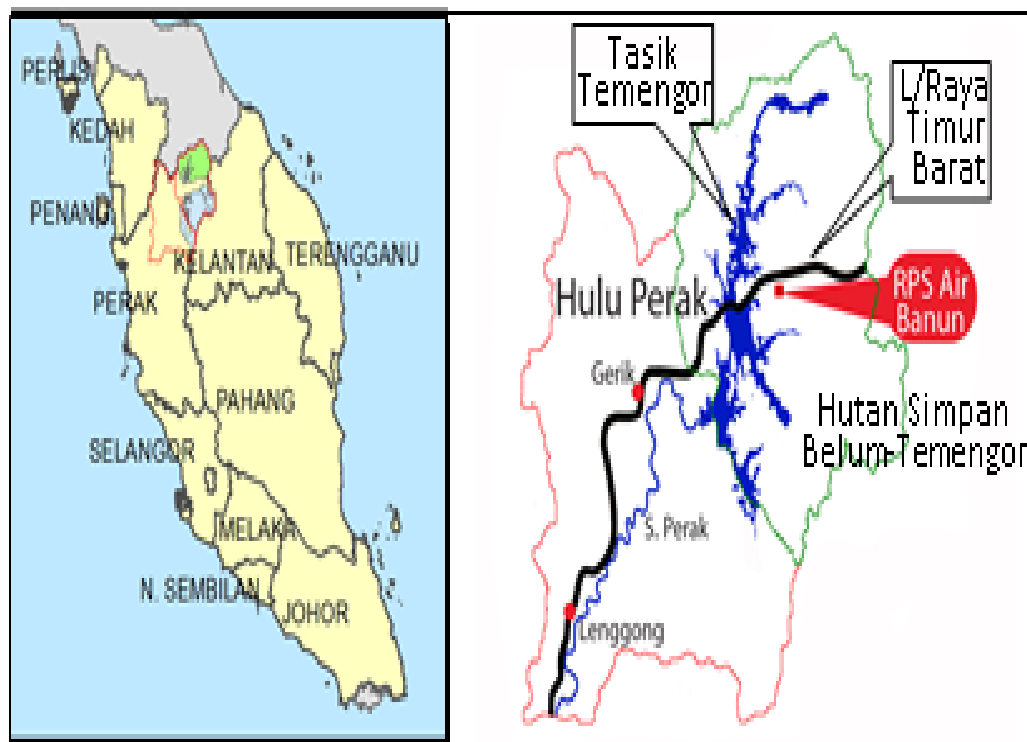 PERLIS
KEDAH
PENANG
KELANTAN
TERENGGANU
PERAK
PAHANG
SELANGOR
MELAKA
N. SEMBILAN
JOHOR
Tasik
Temengor
L/Raya
Timur
Barat
Hulu Perak
RPS Air
Banun
Gerik
Hutan Simpan
Belum-Temengor
S. Perak
Lenggong